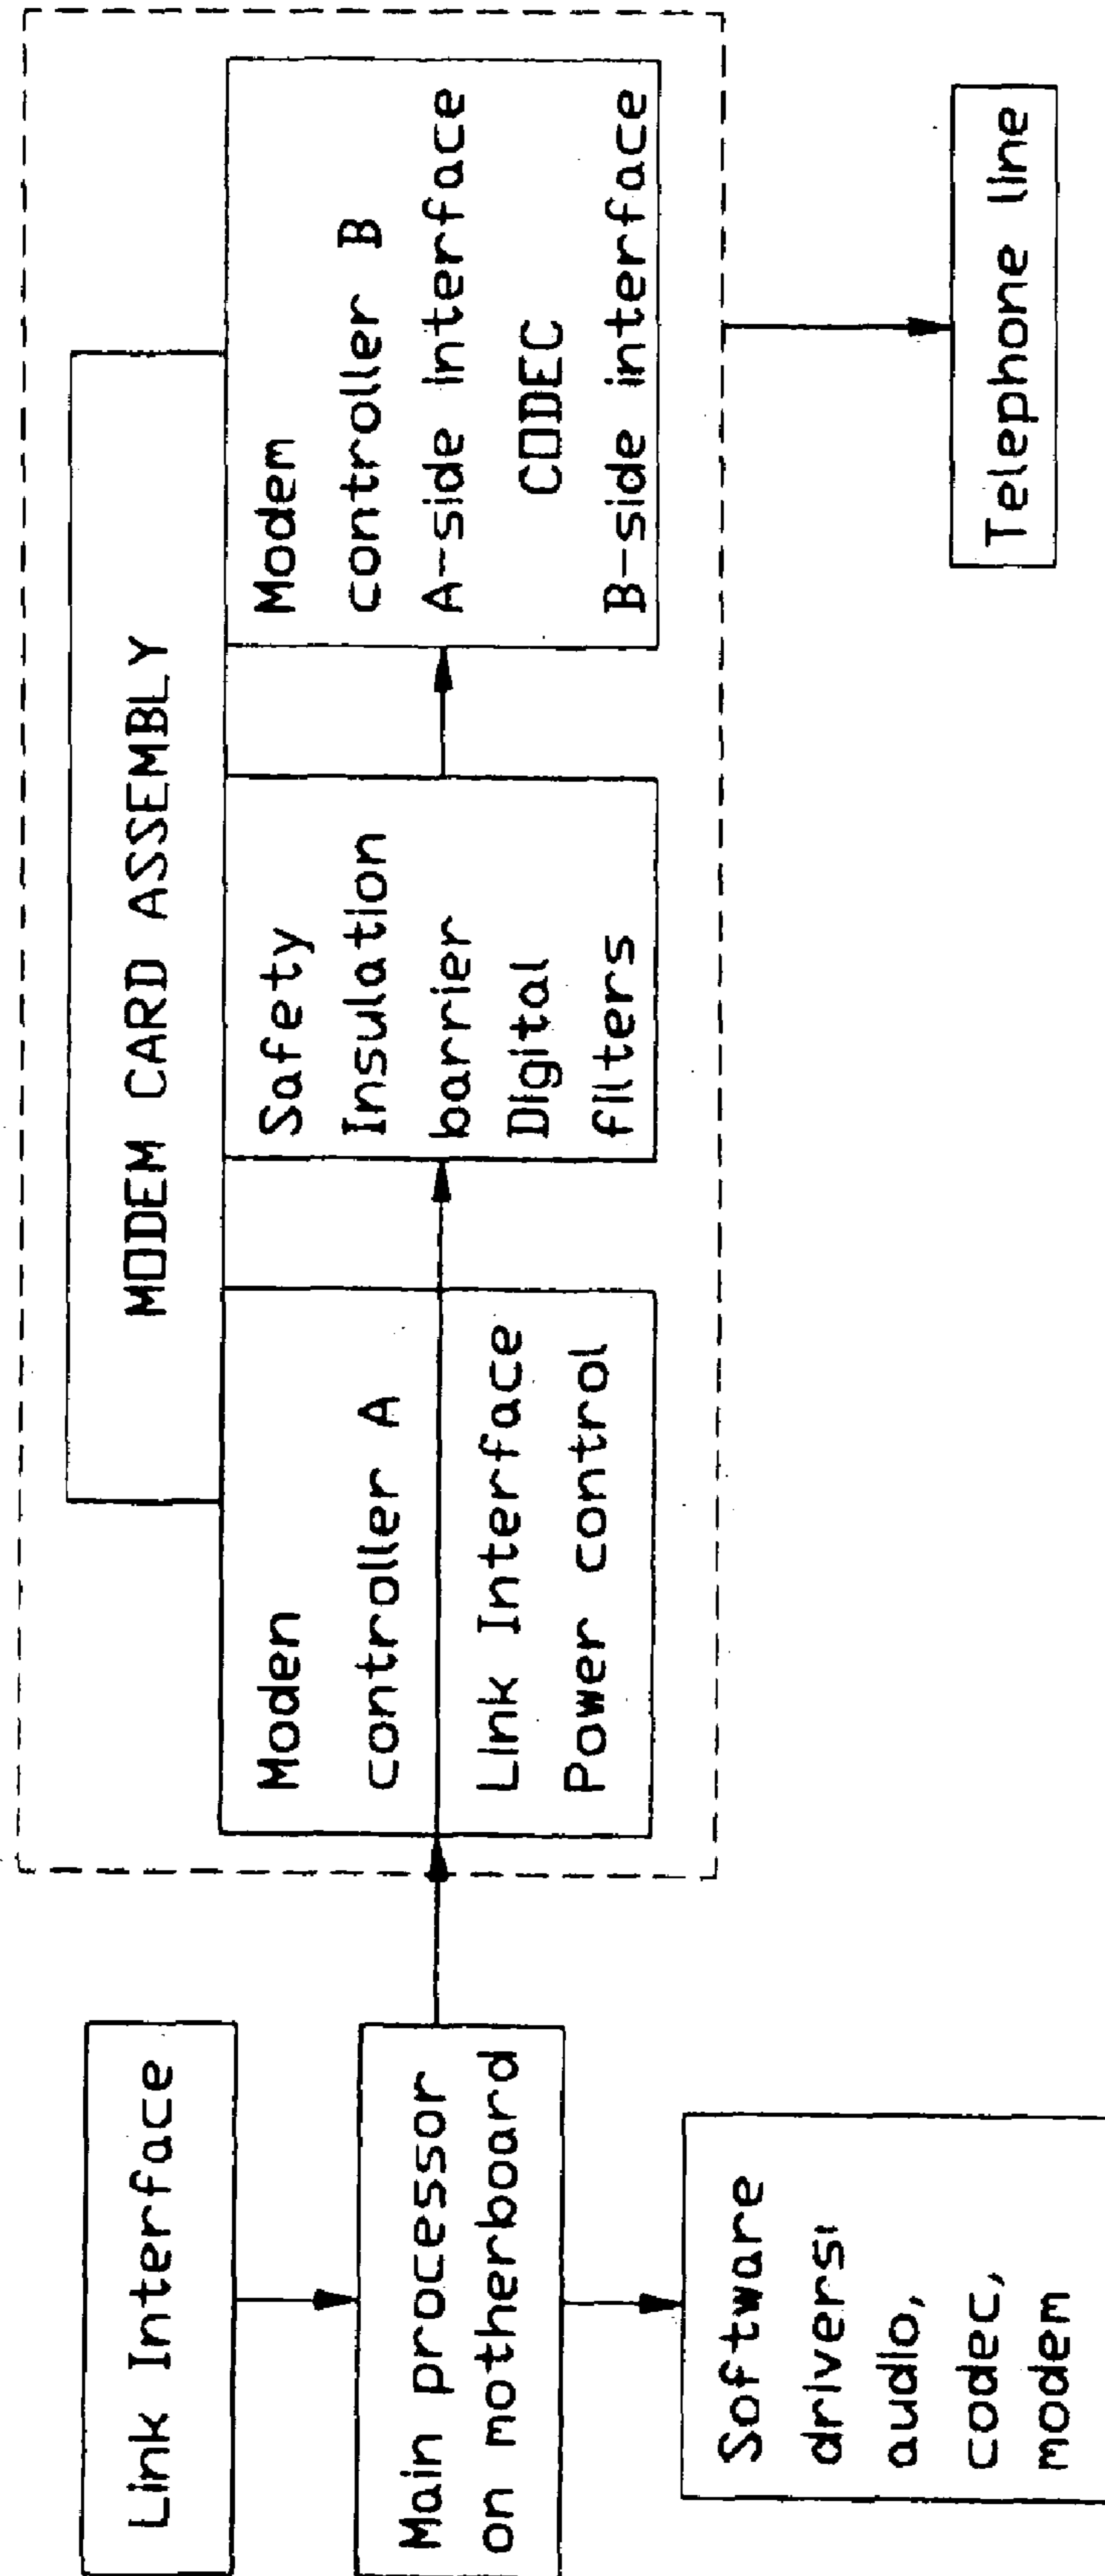 Link Interface
Main processor
on motherboard
Software
drivers:
audio,
codec,
modem
MODEM CARD ASSEMBLY
Moden
controller A
Link Interface
Power control
Safety
Insulation
barrier
Digital
filters
Modem
controller B
A-side interface
CODEC
B-side interface
Telephone line